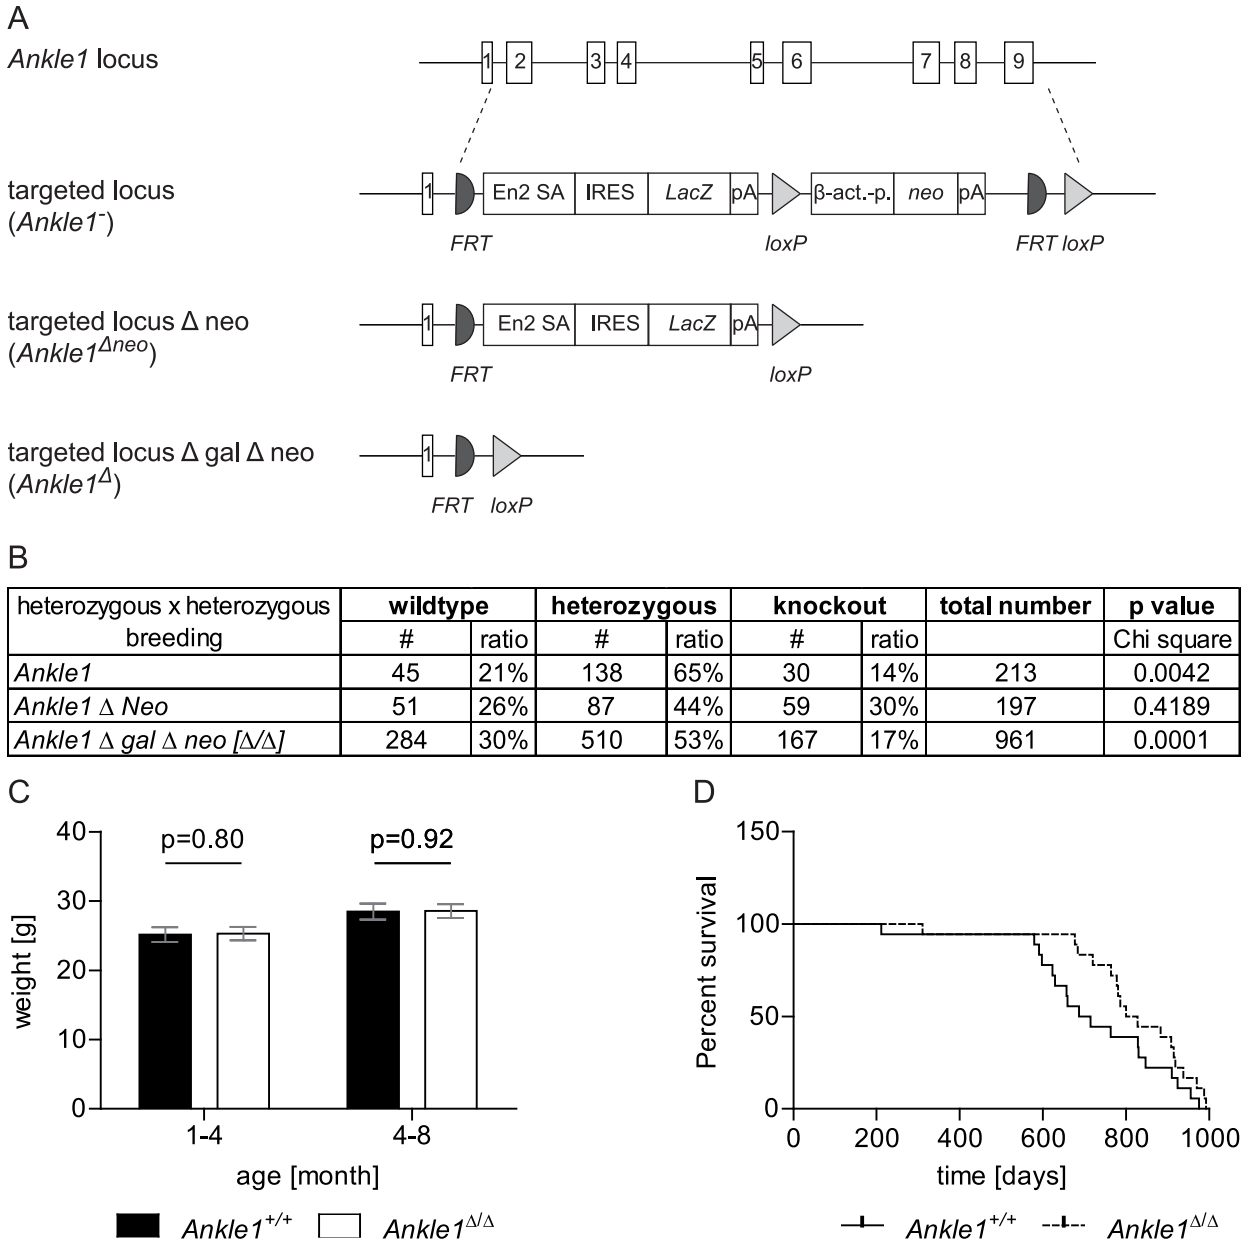 A
Ankle1 locus
1 2 3 4 5 6 7 8 9
targeted locus
(Ankle1⁻)
1 En2 SA IRES LacZ pA β-act.-p. neo pA
FRT loxP FRT loxP
targeted locus Δ neo
(Ankle1^Δneo)
1 En2 SA IRES LacZ pA
FRT loxP
targeted locus Δ gal Δ neo
(Ankle1^Δ)
1
FRT loxP
B
heterozygous x heterozygous breeding wildtype heterozygous knockout total number p value
# ratio # ratio # ratio Chi square
Ankle1 45 21% 138 65% 30 14% 213 0.0042
Ankle1 Δ Neo 51 26% 87 44% 59 30% 197 0.4189
Ankle1 Δ gal Δ neo [Δ/Δ] 284 30% 510 53% 167 17% 961 0.0001
C
weight [g]
40
30
20
10
0
p=0.80 p=0.92
1-4 4-8
age [month]
Ankle1^+/+ Ankle1^Δ/Δ
D
Percent survival
150
100
50
0
0 200 400 600 800 1000
time [days]
Ankle1^+/+ Ankle1^Δ/Δ